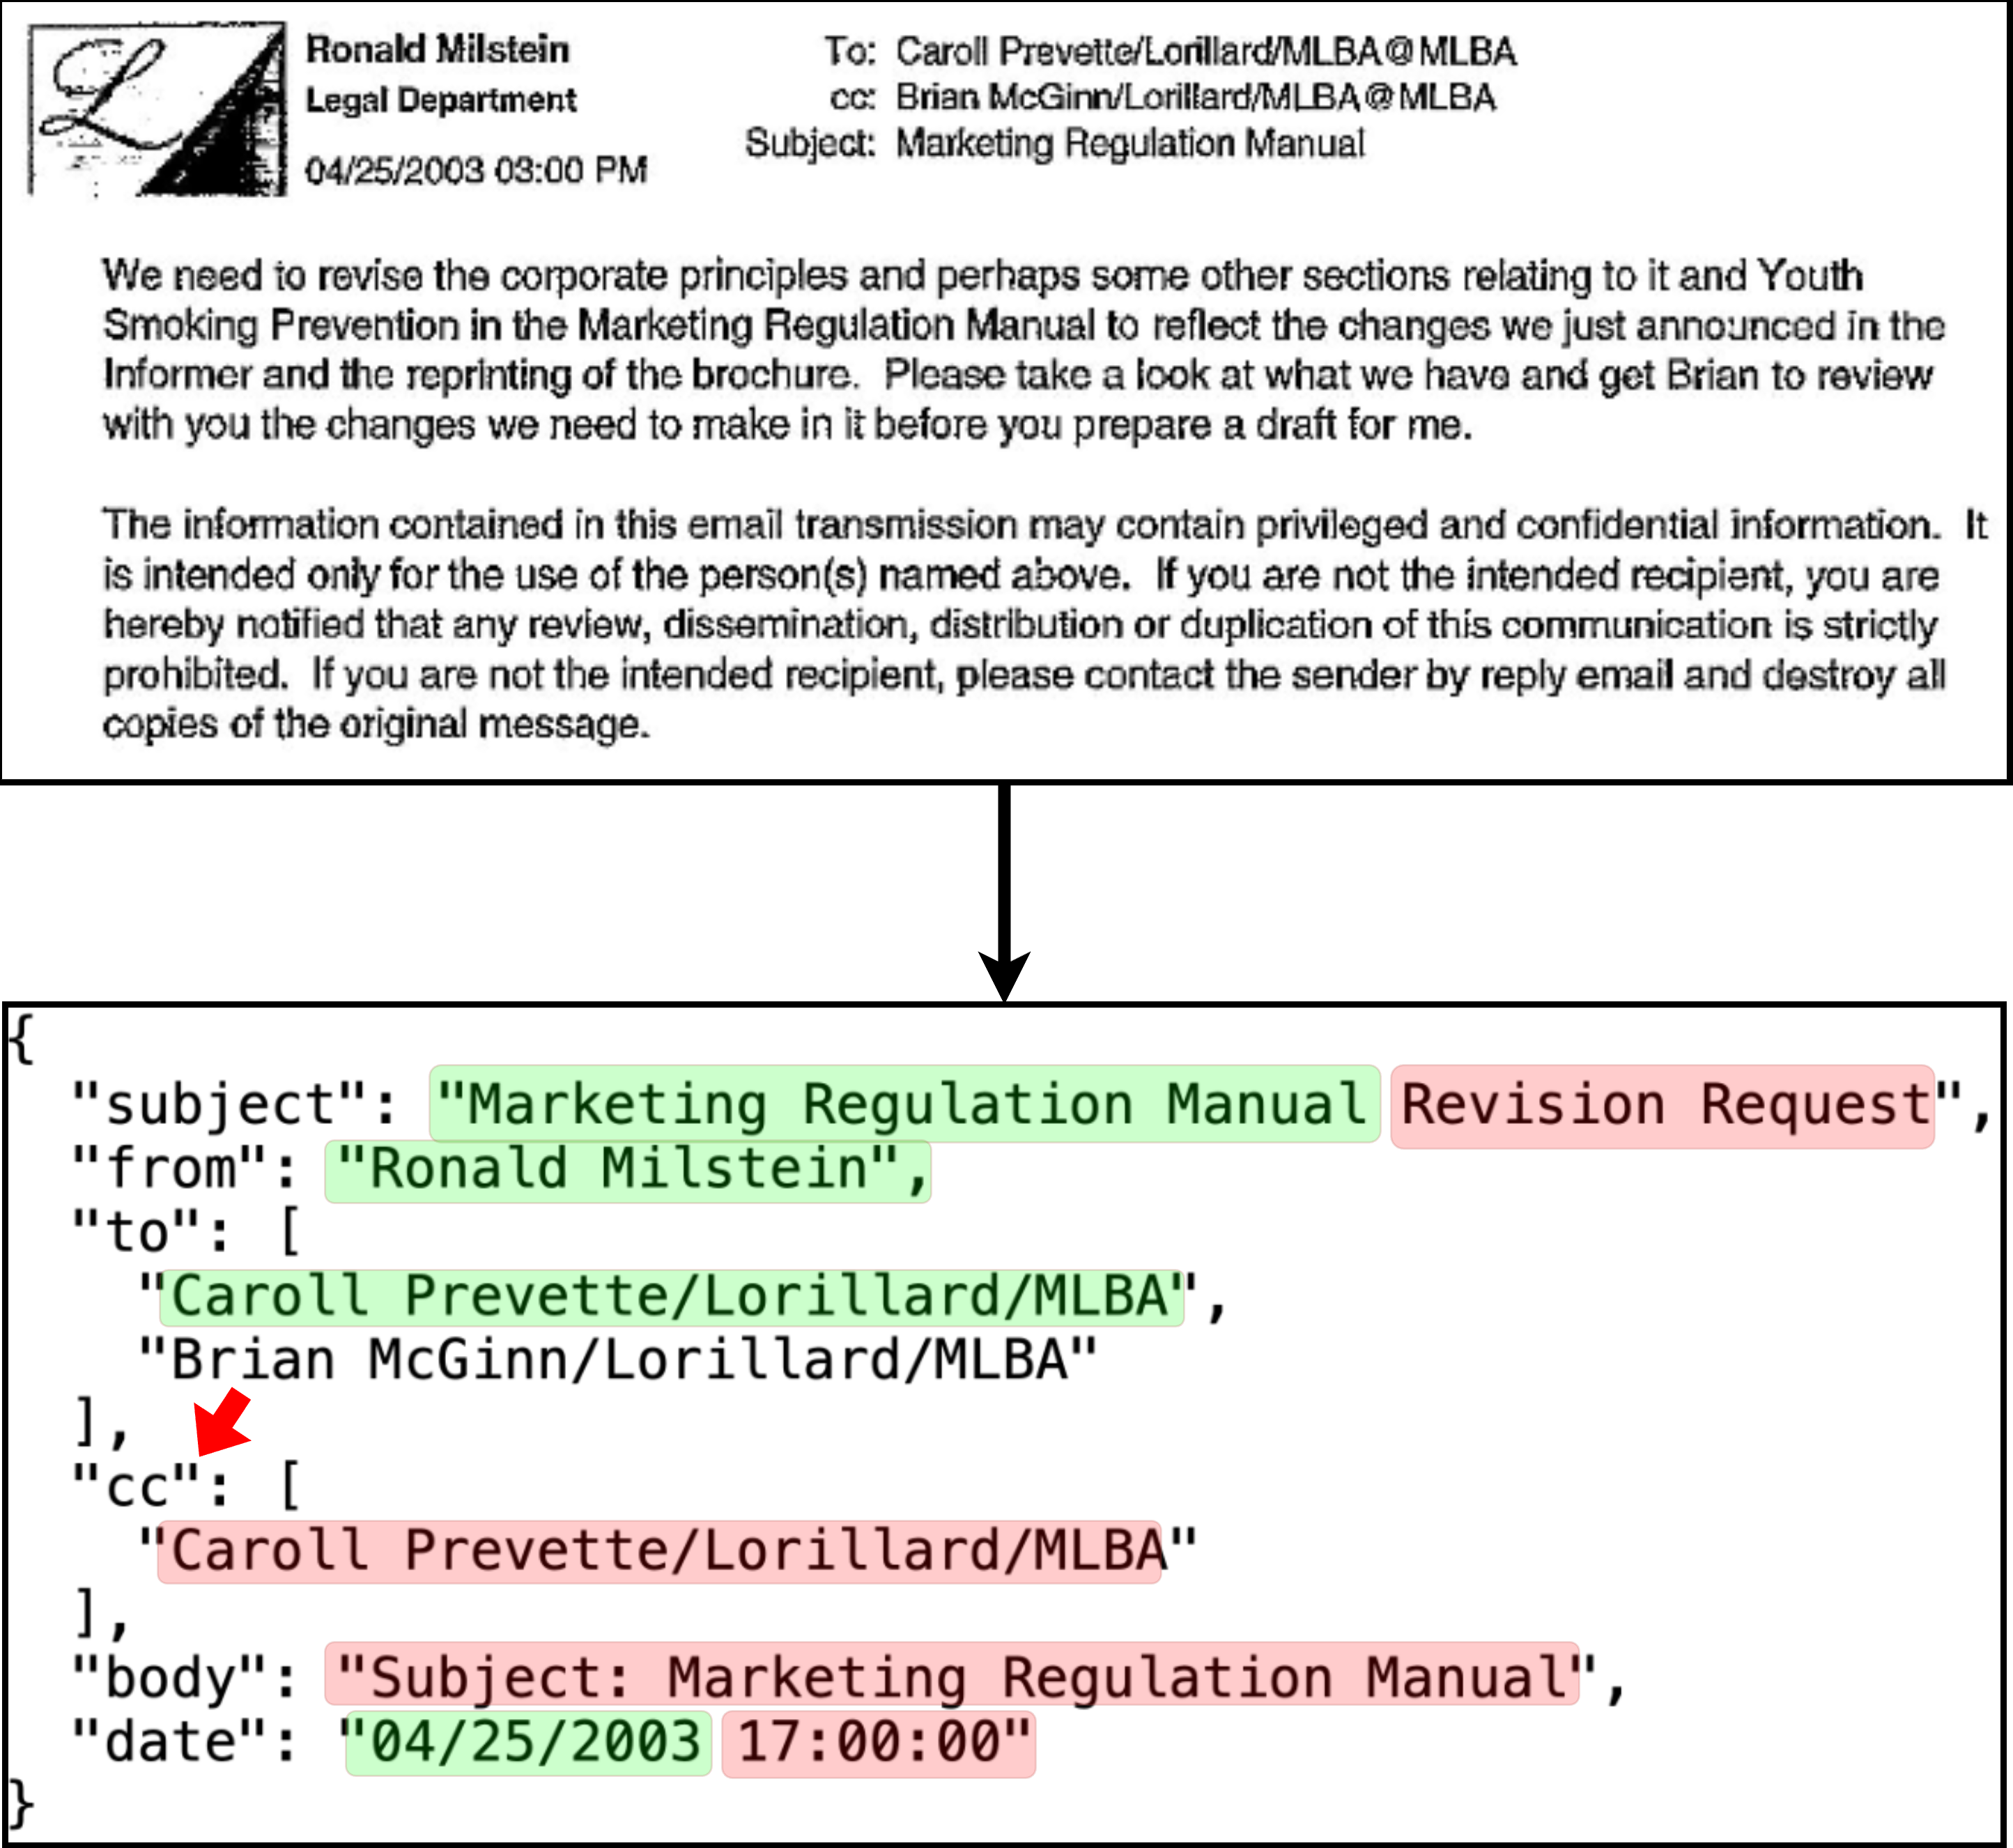 Ronald Milstein
Legal Department
04/25/2003 03:00 PM
To: Caroll Prevette/Lorillard/MLBA@MLBA
cc: Brian McGinn/Lorillard/MLBA@MLBA
Subject: Marketing Regulation Manual
We need to revise the corporate principles and perhaps some other sections relating to it and Youth
Smoking Prevention in the Marketing Regulation Manual to reflect the changes we just announced in the
Informer and the reprinting of the brochure. Please take a look at what we have and get Brian to review
with you the changes we need to make in it before you prepare a draft for me.
The information contained in this email transmission may contain privileged and confidential information. It
is intended only for the use of the person(s) named above. If you are not the intended recipient, you are
hereby notified that any review, dissemination, distribution or duplication of this communication is strictly
prohibited. If you are not the intended recipient, please contact the sender by reply email and destroy all
copies of the original message.
{
"subject": "Marketing Regulation Manual Revision Request",
"from": "Ronald Milstein",
"to": [
"Caroll Prevette/Lorillard/MLBA",
"Brian McGinn/Lorillard/MLBA"
],
"cc": [
"Caroll Prevette/Lorillard/MLBA"
],
"body": "Subject: Marketing Regulation Manual",
"date": "04/25/2003 17:00:00"
}